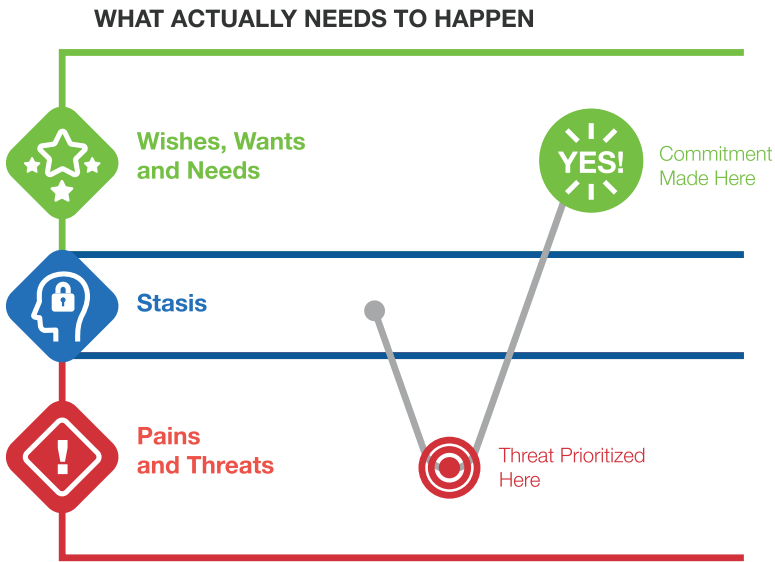 WHAT ACTUALLY NEEDS TO HAPPEN
Wishes, Wants
and Needs
YES!
Commitment
Made Here
Stasis
Pains
and Threats
!
Threat Prioritized
Here